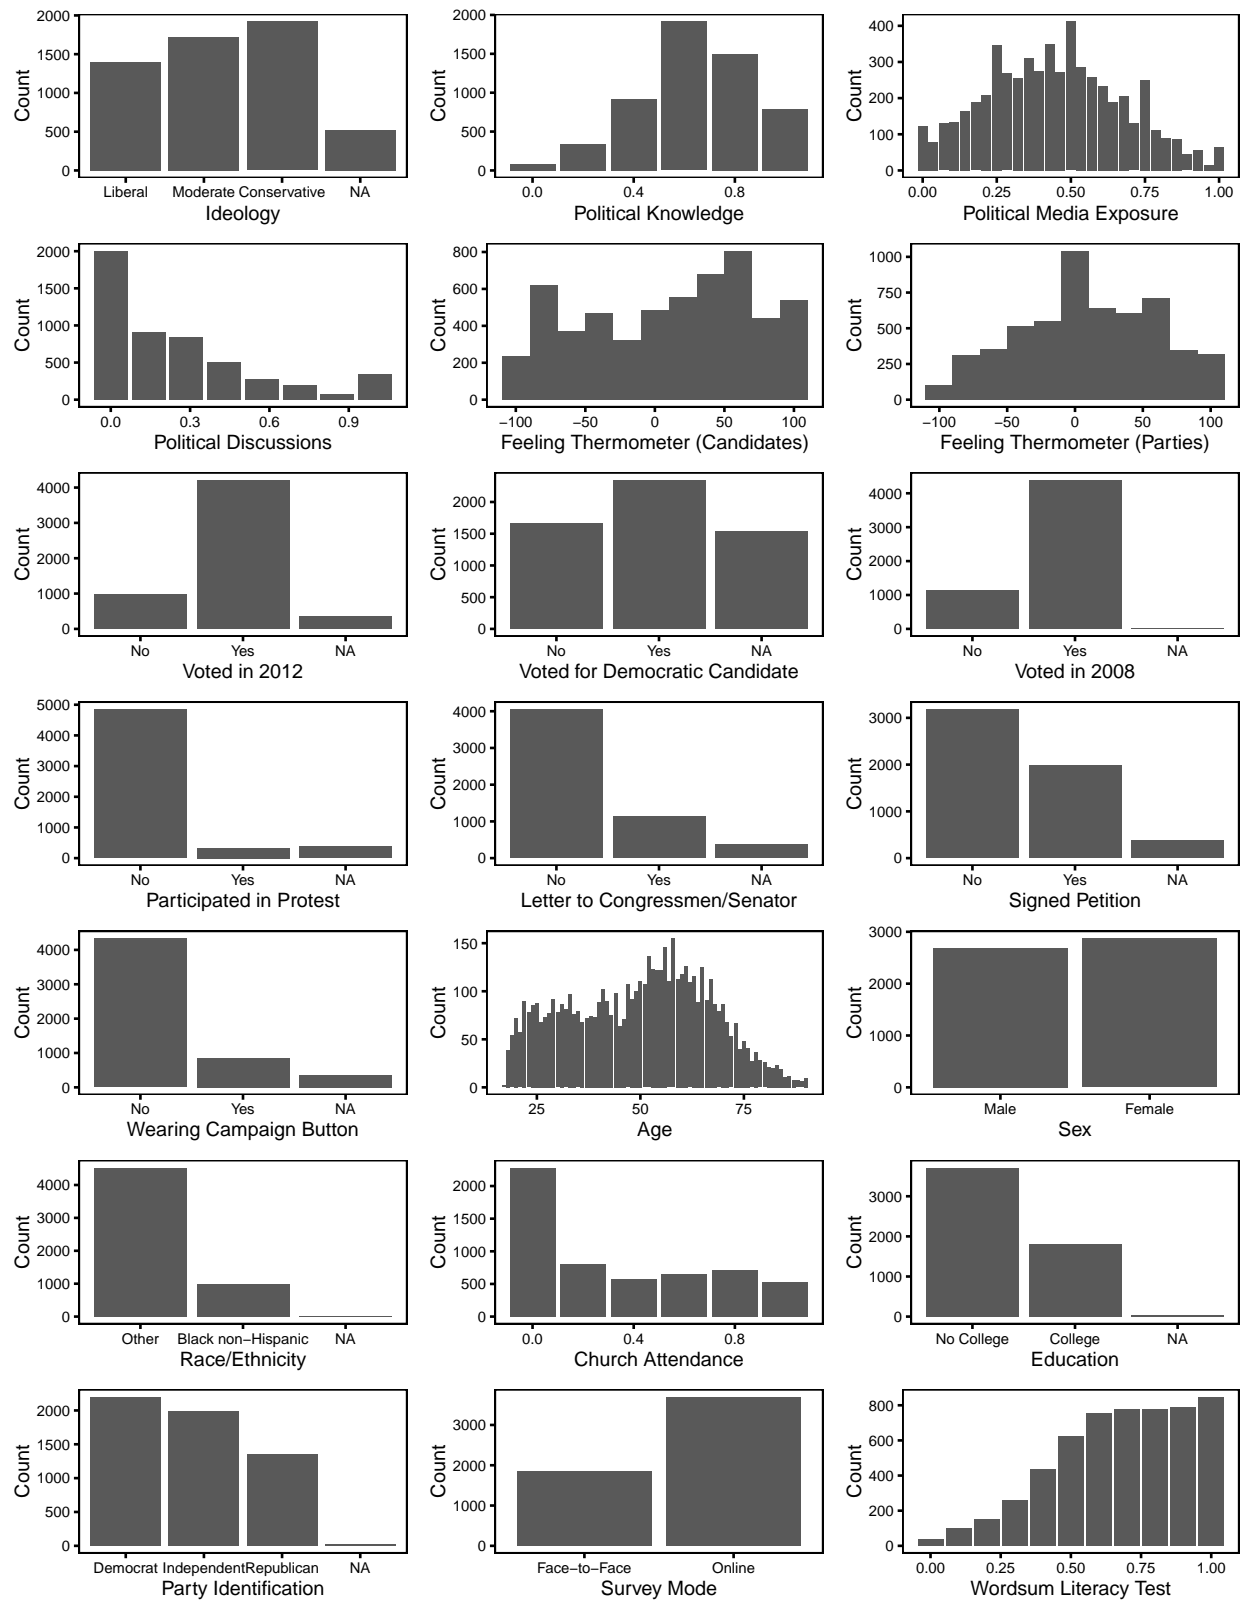 2000
1500
1000
500
0
Count
Liberal Moderate Conservative NA
Ideology
2000
1500
1000
500
0
Count
0.0 0.4 0.8
Political Knowledge
400
300
200
100
0
Count
0.00 0.25 0.50 0.75 1.00
Political Media Exposure
2000
1500
1000
500
0
Count
0.0 0.3 0.6 0.9
Political Discussions
800
600
400
200
0
Count
−100 −50 0 50 100
Feeling Thermometer (Candidates)
1000
750
500
250
0
Count
−100 −50 0 50 100
Feeling Thermometer (Parties)
4000
3000
2000
1000
0
Count
No Yes NA
Voted in 2012
2000
1500
1000
500
0
Count
No Yes NA
Voted for Democratic Candidate
4000
3000
2000
1000
0
Count
No Yes NA
Voted in 2008
5000
4000
3000
2000
1000
0
Count
No Yes NA
Participated in Protest
4000
3000
2000
1000
0
Count
No Yes NA
Letter to Congressmen/Senator
3000
2000
1000
0
Count
No Yes NA
Signed Petition
4000
3000
2000
1000
0
Count
No Yes NA
Wearing Campaign Button
150
100
50
0
Count
25 50 75
Age
3000
2000
1000
0
Count
Male Female
Sex
4000
3000
2000
1000
0
Count
Other Black non−Hispanic NA
Race/Ethnicity
2000
1500
1000
500
0
Count
0.0 0.4 0.8
Church Attendance
3000
2000
1000
0
Count
No College College NA
Education
2000
1500
1000
500
0
Count
Democrat Independent Republican NA
Party Identification
3000
2000
1000
0
Count
Face−to−Face Online
Survey Mode
800
600
400
200
0
Count
0.00 0.25 0.50 0.75 1.00
Wordsum Literacy Test